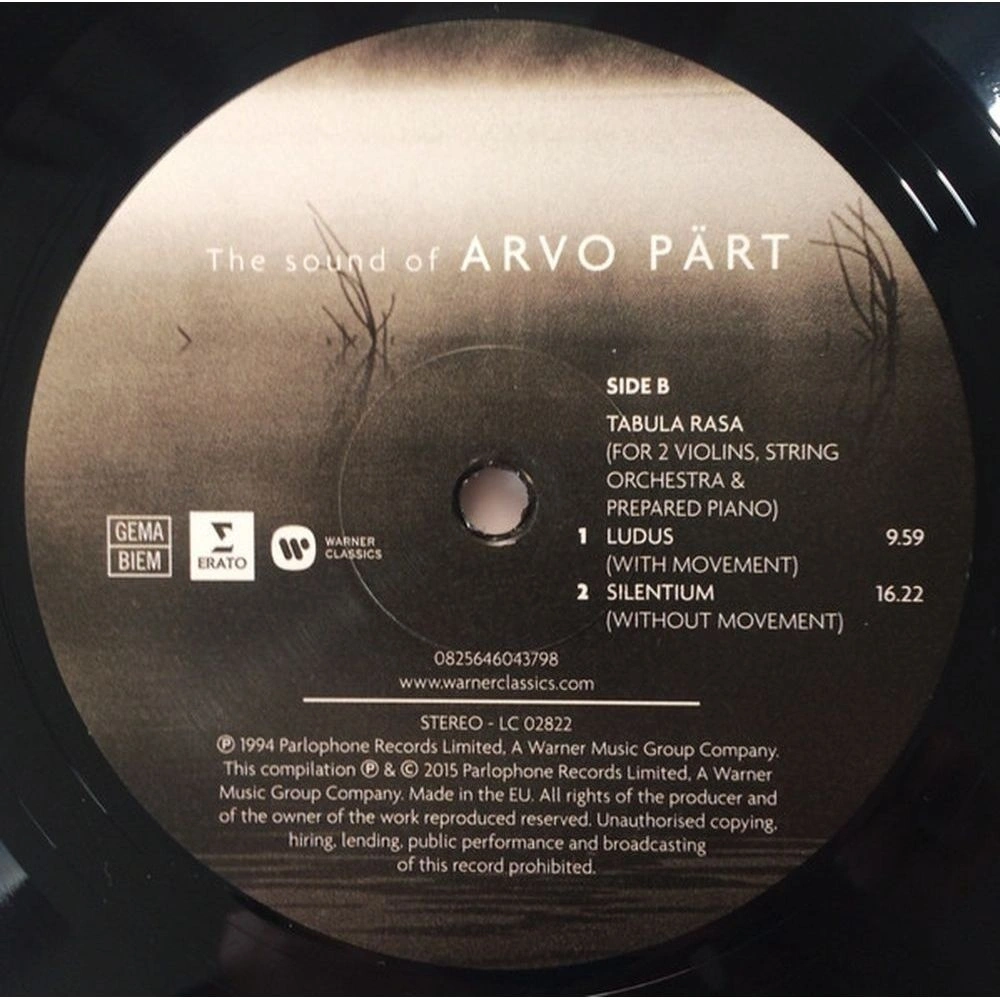 The sound of ARVO PÄRT
SIDE B
TABULA RASA
(FOR 2 VIOLINS, STRING
ORCHESTRA &
PREPARED PIANO)
1 LUDUS 9.59
(WITH MOVEMENT)
2 SILENTIUM 16.22
(WITHOUT MOVEMENT)
GEMA
BIEM
ERATO
WARNER
CLASSICS
0825646043798
www.warnerclassics.com
STEREO - LC 02822
℗ 1994 Parlophone Records Limited, A Warner Music Group Company.
This compilation ℗ & © 2015 Parlophone Records Limited, A Warner
Music Group Company. Made in the EU. All rights of the producer and
of the owner of the work reproduced reserved. Unauthorised copying,
hiring, lending, public performance and broadcasting
of this record prohibited.